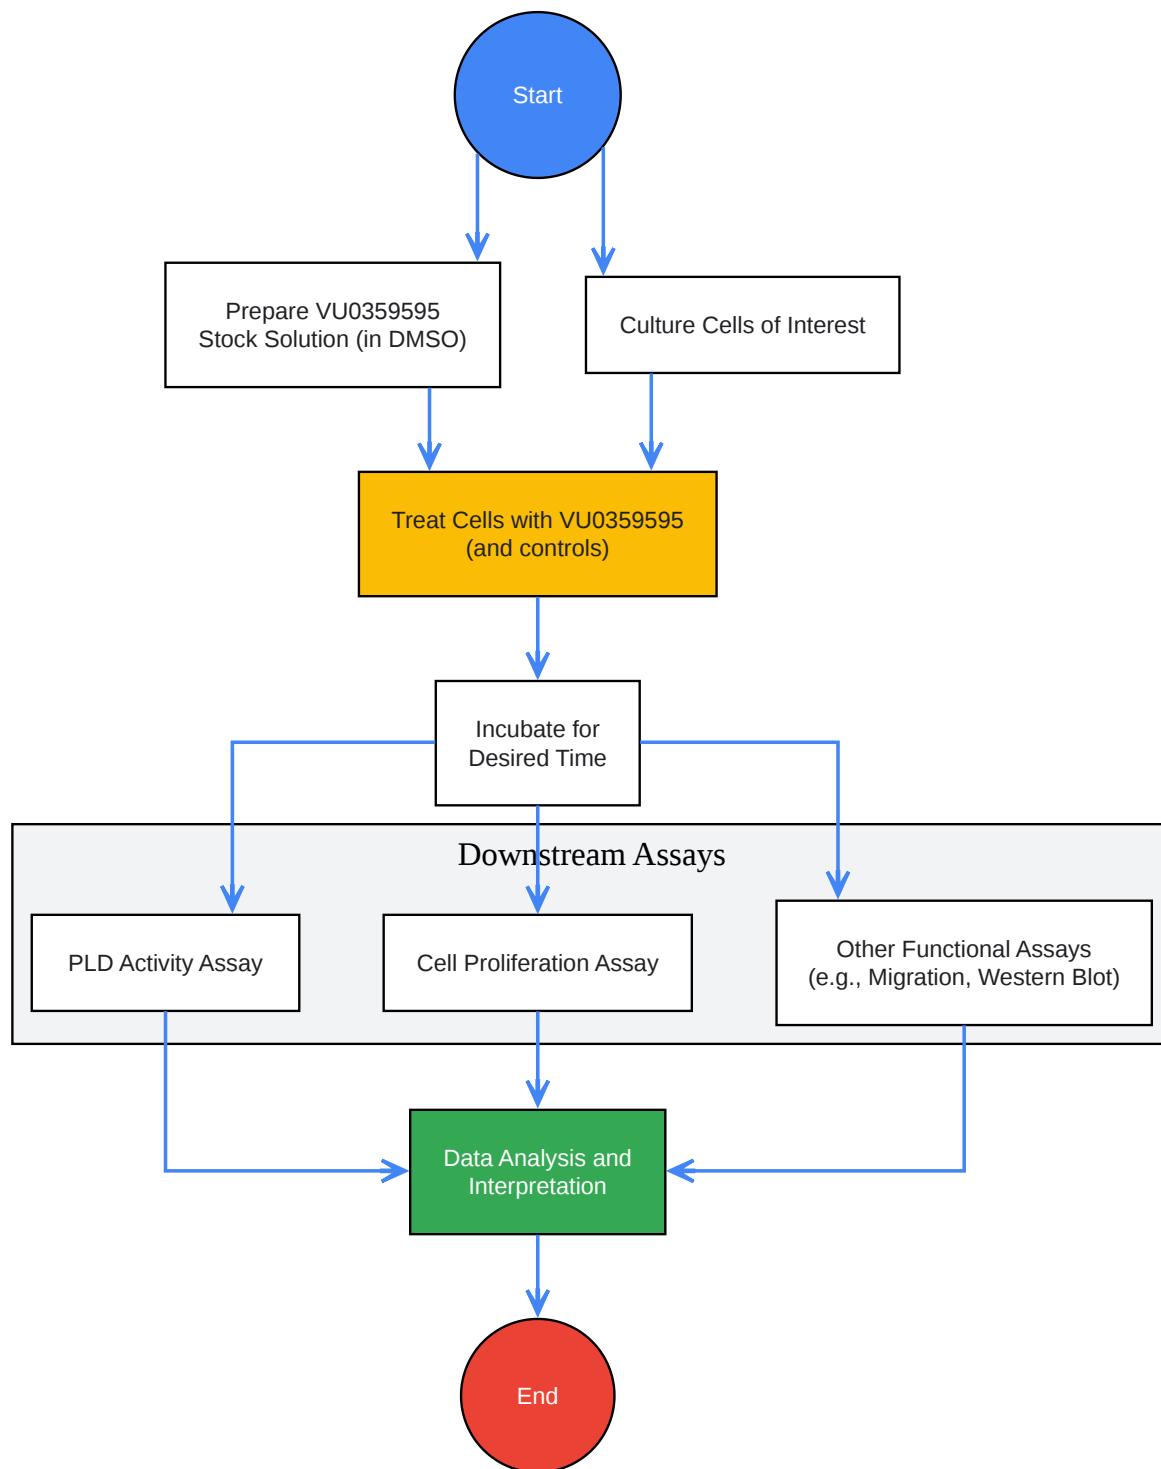 Start
Prepare VU0359595
Stock Solution (in DMSO)
Culture Cells of Interest
Treat Cells with VU0359595
(and controls)
Incubate for
Desired Time
Downstream Assays
PLD Activity Assay
Cell Proliferation Assay
Other Functional Assays
(e.g., Migration, Western Blot)
Data Analysis and
Interpretation
End